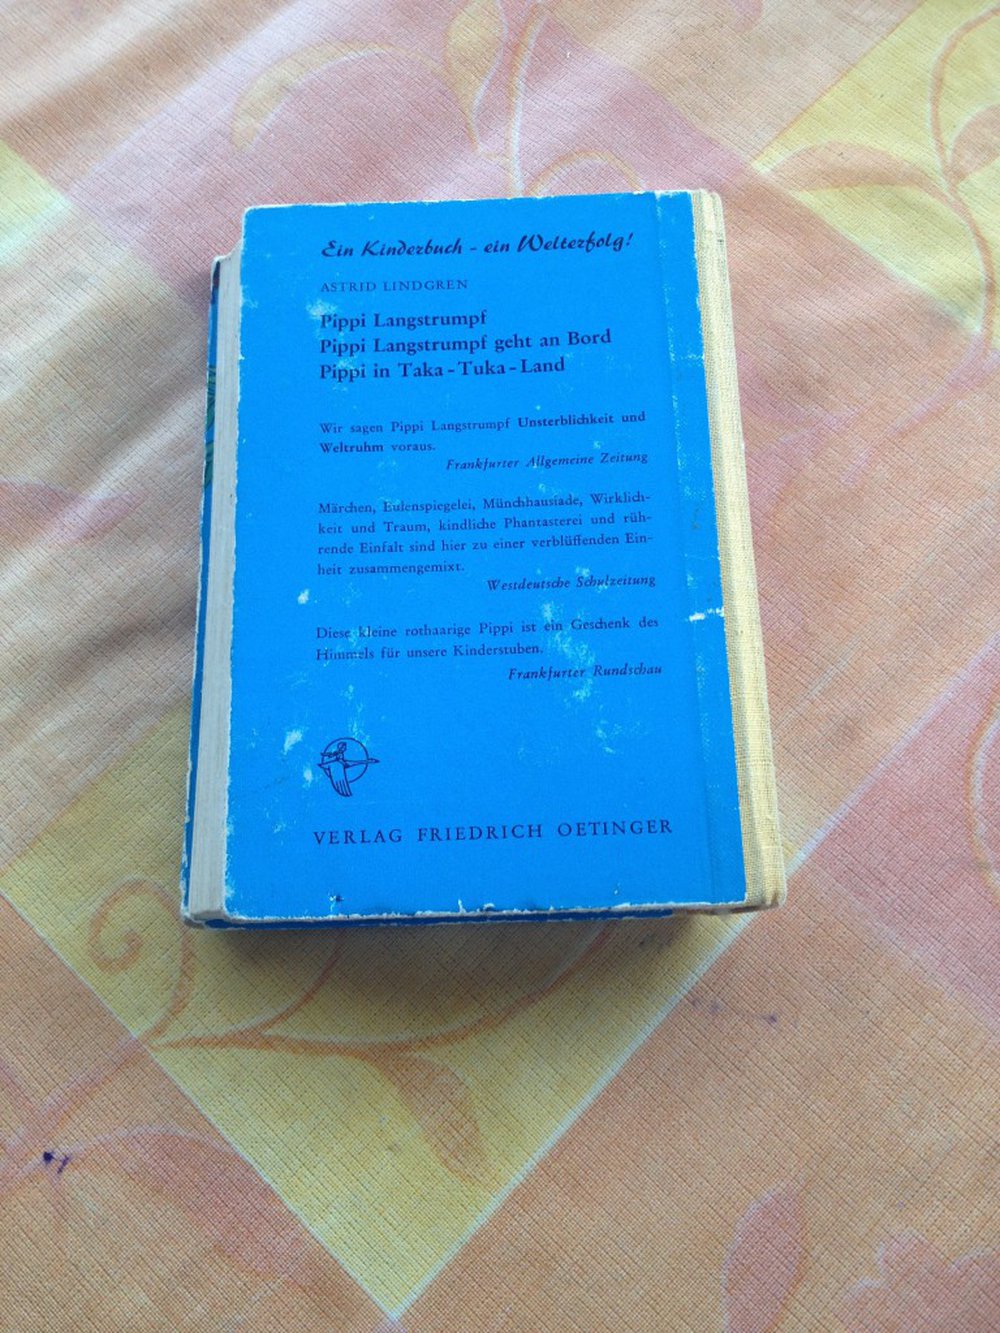 Ein Kinderbuch - ein Welterfolg!
ASTRID LINDGREN
Pippi Langstrumpf
Pippi Langstrumpf geht an Bord
Pippi in Taka-Tuka-Land
Wir sagen Pippi Langstrumpf Unsterblichkeit und
Weltruhm voraus.
Frankfurter Allgemeine Zeitung
Märchen, Eulenspiegelei, Münchhausiade, Wirklich-
keit und Traum, kindliche Phantasterei und rüh-
rende Einfalt sind hier zu einer verblüffenden Ein-
heit zusammengemixt.
Westdeutsche Schulzeitung
Diese kleine rothaarige Pippi ist ein Geschenk des
Himmels für unsere Kinderstuben.
Frankfurter Rundschau
VERLAG FRIEDRICH OETINGER